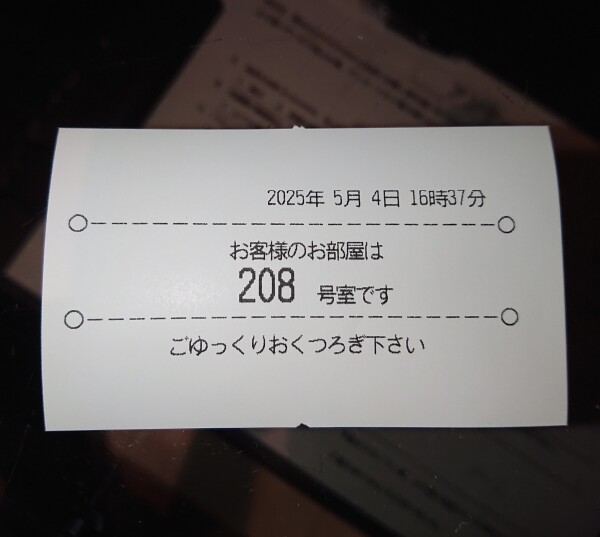 2025年 5月 4日 16時37分
お客様のお部屋は
208 号室です
ごゆっくりおくつろぎ下さい